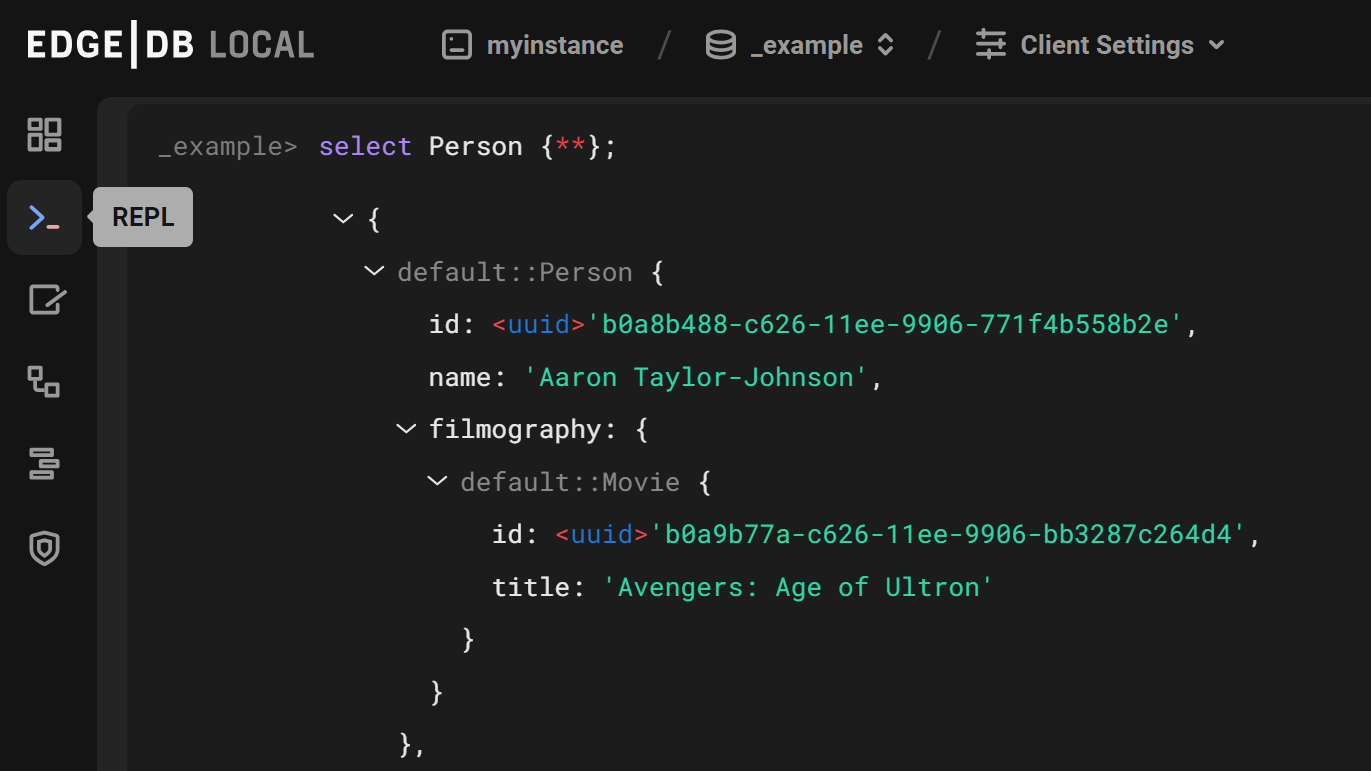 EDGE|DB LOCAL myinstance / _example / Client Settings
_example> select Person {**};
REPL
{
default::Person {
id: <uuid>'b0a8b488-c626-11ee-9906-771f4b558b2e',
name: 'Aaron Taylor-Johnson',
filmography: {
default::Movie {
id: <uuid>'b0a9b77a-c626-11ee-9906-bb3287c264d4',
title: 'Avengers: Age of Ultron'
}
}
},